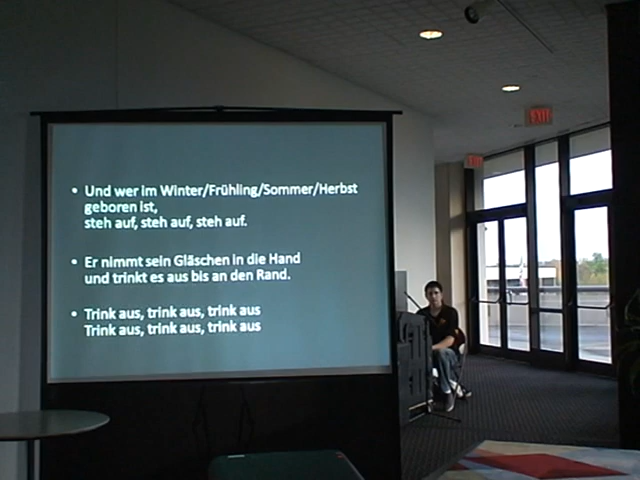 • Und wer im Winter/Frühling/Sommer/Herbst
geboren ist,
steh auf, steh auf, steh auf.
• Er nimmt sein Gläschen in die Hand
und trinkt es aus bis an den Rand.
• Trink aus, trink aus, trink aus
Trink aus, trink aus, trink aus
EXIT
EXIT